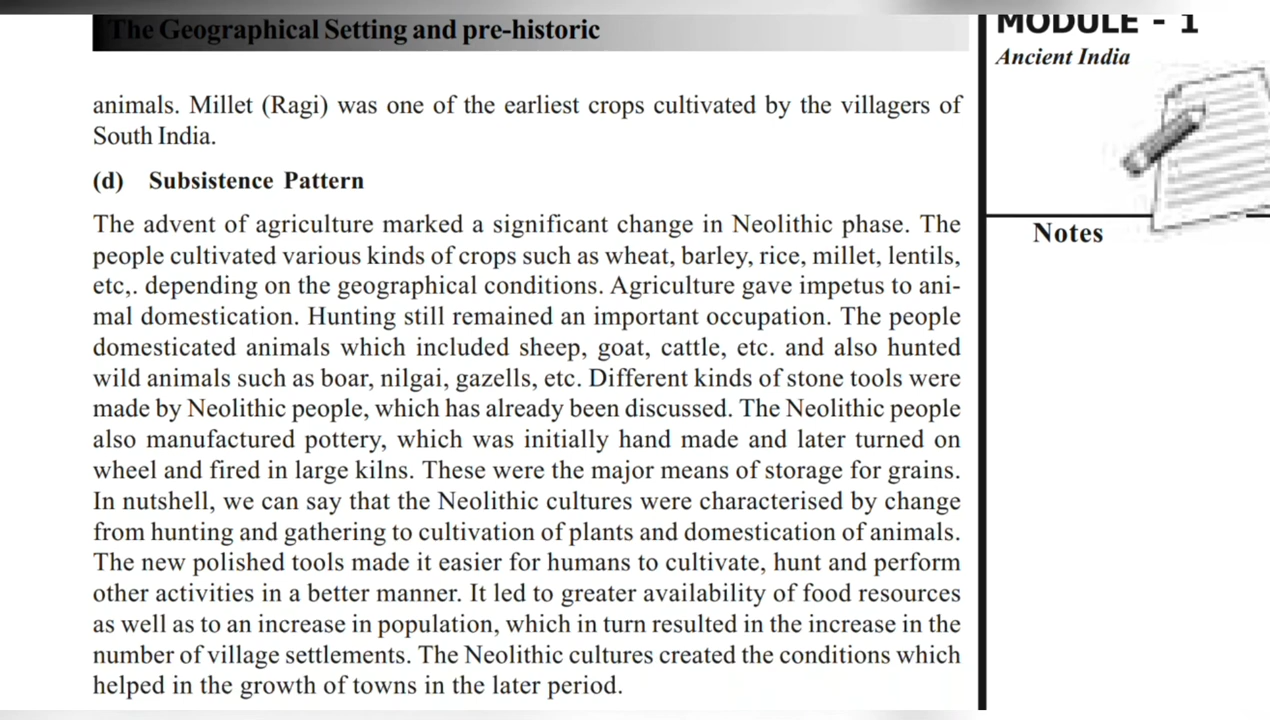 The Geographical Setting and pre-historic
MODULE - 1
Ancient India
animals. Millet (Ragi) was one of the earliest crops cultivated by the villagers of
South India.
(d) Subsistence Pattern
The advent of agriculture marked a significant change in Neolithic phase. The
people cultivated various kinds of crops such as wheat, barley, rice, millet, lentils,
etc,. depending on the geographical conditions. Agriculture gave impetus to ani-
mal domestication. Hunting still remained an important occupation. The people
domesticated animals which included sheep, goat, cattle, etc. and also hunted
wild animals such as boar, nilgai, gazells, etc. Different kinds of stone tools were
made by Neolithic people, which has already been discussed. The Neolithic people
also manufactured pottery, which was initially hand made and later turned on
wheel and fired in large kilns. These were the major means of storage for grains.
In nutshell, we can say that the Neolithic cultures were characterised by change
from hunting and gathering to cultivation of plants and domestication of animals.
The new polished tools made it easier for humans to cultivate, hunt and perform
other activities in a better manner. It led to greater availability of food resources
as well as to an increase in population, which in turn resulted in the increase in the
number of village settlements. The Neolithic cultures created the conditions which
helped in the growth of towns in the later period.
Notes